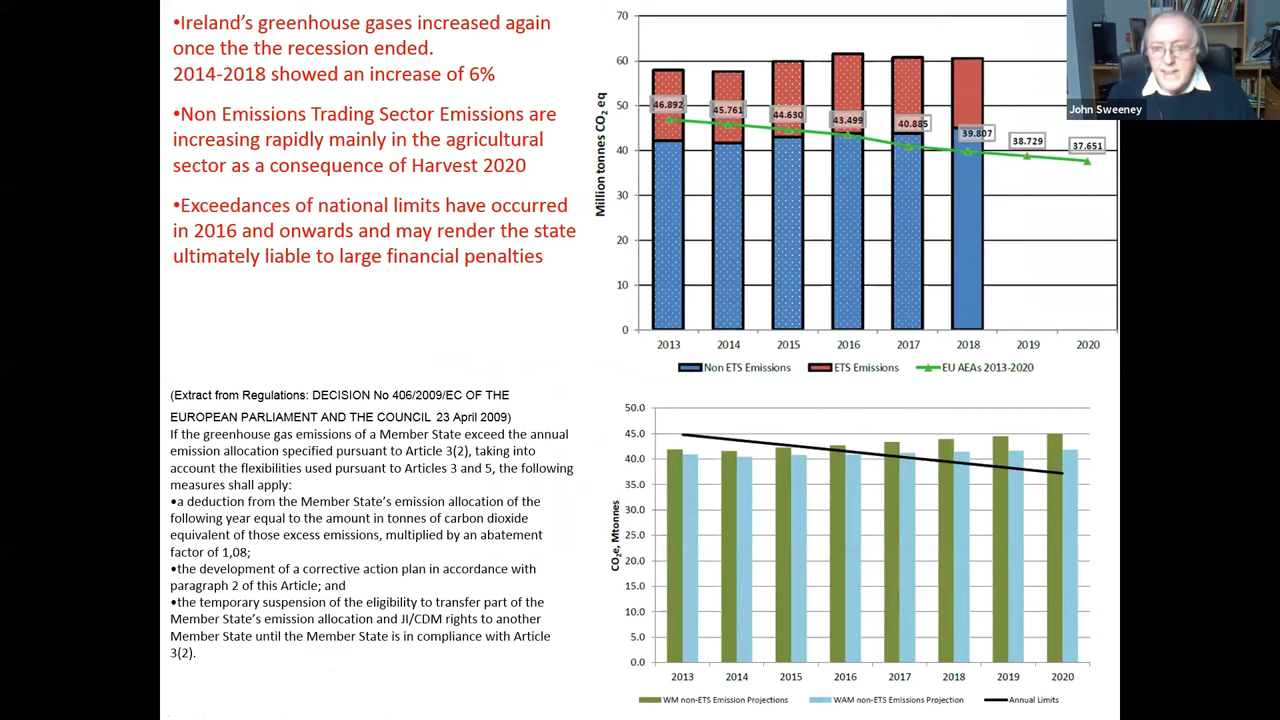 •Ireland’s greenhouse gases increased again
once the the recession ended.
2014-2018 showed an increase of 6%
•Non Emissions Trading Sector Emissions are
increasing rapidly mainly in the agricultural
sector as a consequence of Harvest 2020
•Exceedances of national limits have occurred
in 2016 and onwards and may render the state
ultimately liable to large financial penalties
(Extract from Regulations: DECISION No 406/2009/EC OF THE
EUROPEAN PARLIAMENT AND THE COUNCIL 23 April 2009)
If the greenhouse gas emissions of a Member State exceed the annual
emission allocation specified pursuant to Article 3(2), taking into
account the flexibilities used pursuant to Articles 3 and 5, the following
measures shall apply:
•a deduction from the Member State’s emission allocation of the
following year equal to the amount in tonnes of carbon dioxide
equivalent of those excess emissions, multiplied by an abatement
factor of 1,08;
•the development of a corrective action plan in accordance with
paragraph 2 of this Article; and
•the temporary suspension of the eligibility to transfer part of the
Member State’s emission allocation and JI/CDM rights to another
Member State until the Member State is in compliance with Article
3(2).
Million tonnes CO2 eq
70
60
50
40
30
20
10
0
46.892
45.761
44.630
43.499
40.885
39.807
38.729
37.651
2013 2014 2015 2016 2017 2018 2019 2020
Non ETS Emissions ETS Emissions EU AEAs 2013-2020
John Sweeney
CO2e, Mtonnes
50.0
45.0
40.0
35.0
30.0
25.0
20.0
15.0
10.0
5.0
0.0
2013 2014 2015 2016 2017 2018 2019 2020
WM non-ETS Emission Projections WAM non-ETS Emissions Projection Annual Limits